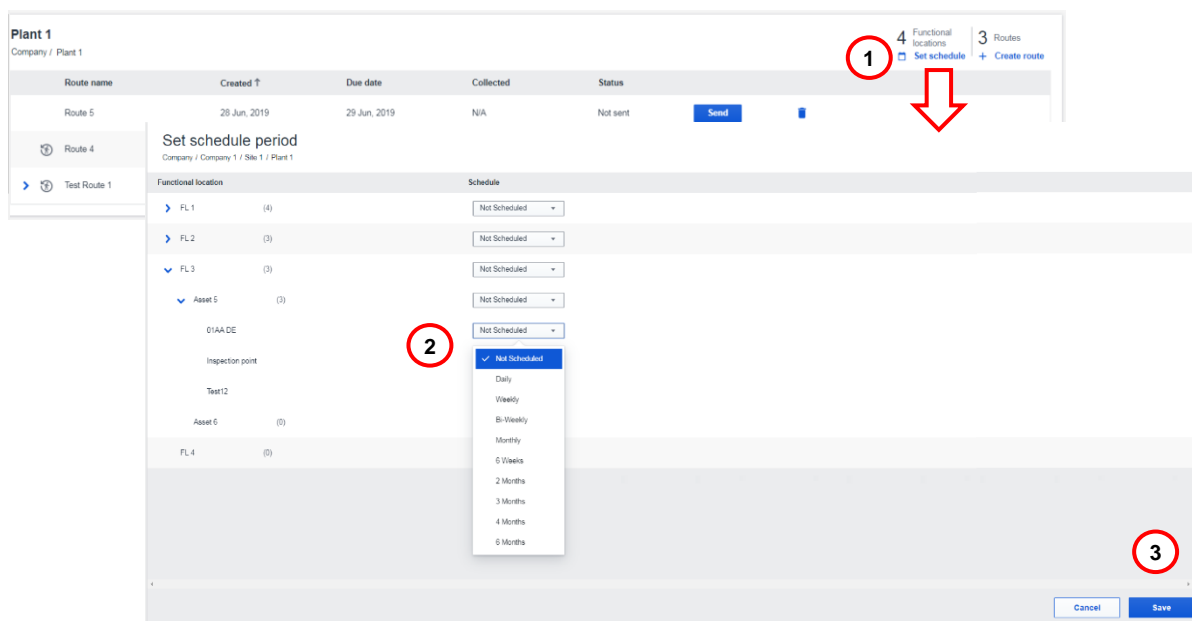 Plant 1
Company / Plant 1
4 Functional locations
3 Routes
1
Set schedule
+ Create route
Route name Created ↑ Due date Collected Status
Route 5 28 Jun, 2019 29 Jun, 2019 N/A Not sent Send
Route 4
Test Route 1
Set schedule period
Company / Company 1 / Site 1 / Plant 1
Functional location Schedule
FL 1 (4) Not Scheduled
FL 2 (3) Not Scheduled
FL 3 (3) Not Scheduled
Asset 5 (3) Not Scheduled
01AA DE Not Scheduled
2
Not Scheduled
Inspection point
Daily
Test12
Weekly
Asset 6 (0)
Bi-Weekly
Monthly
FL 4 (0)
6 Weeks
2 Months
3 Months
4 Months
6 Months
3
Cancel Save